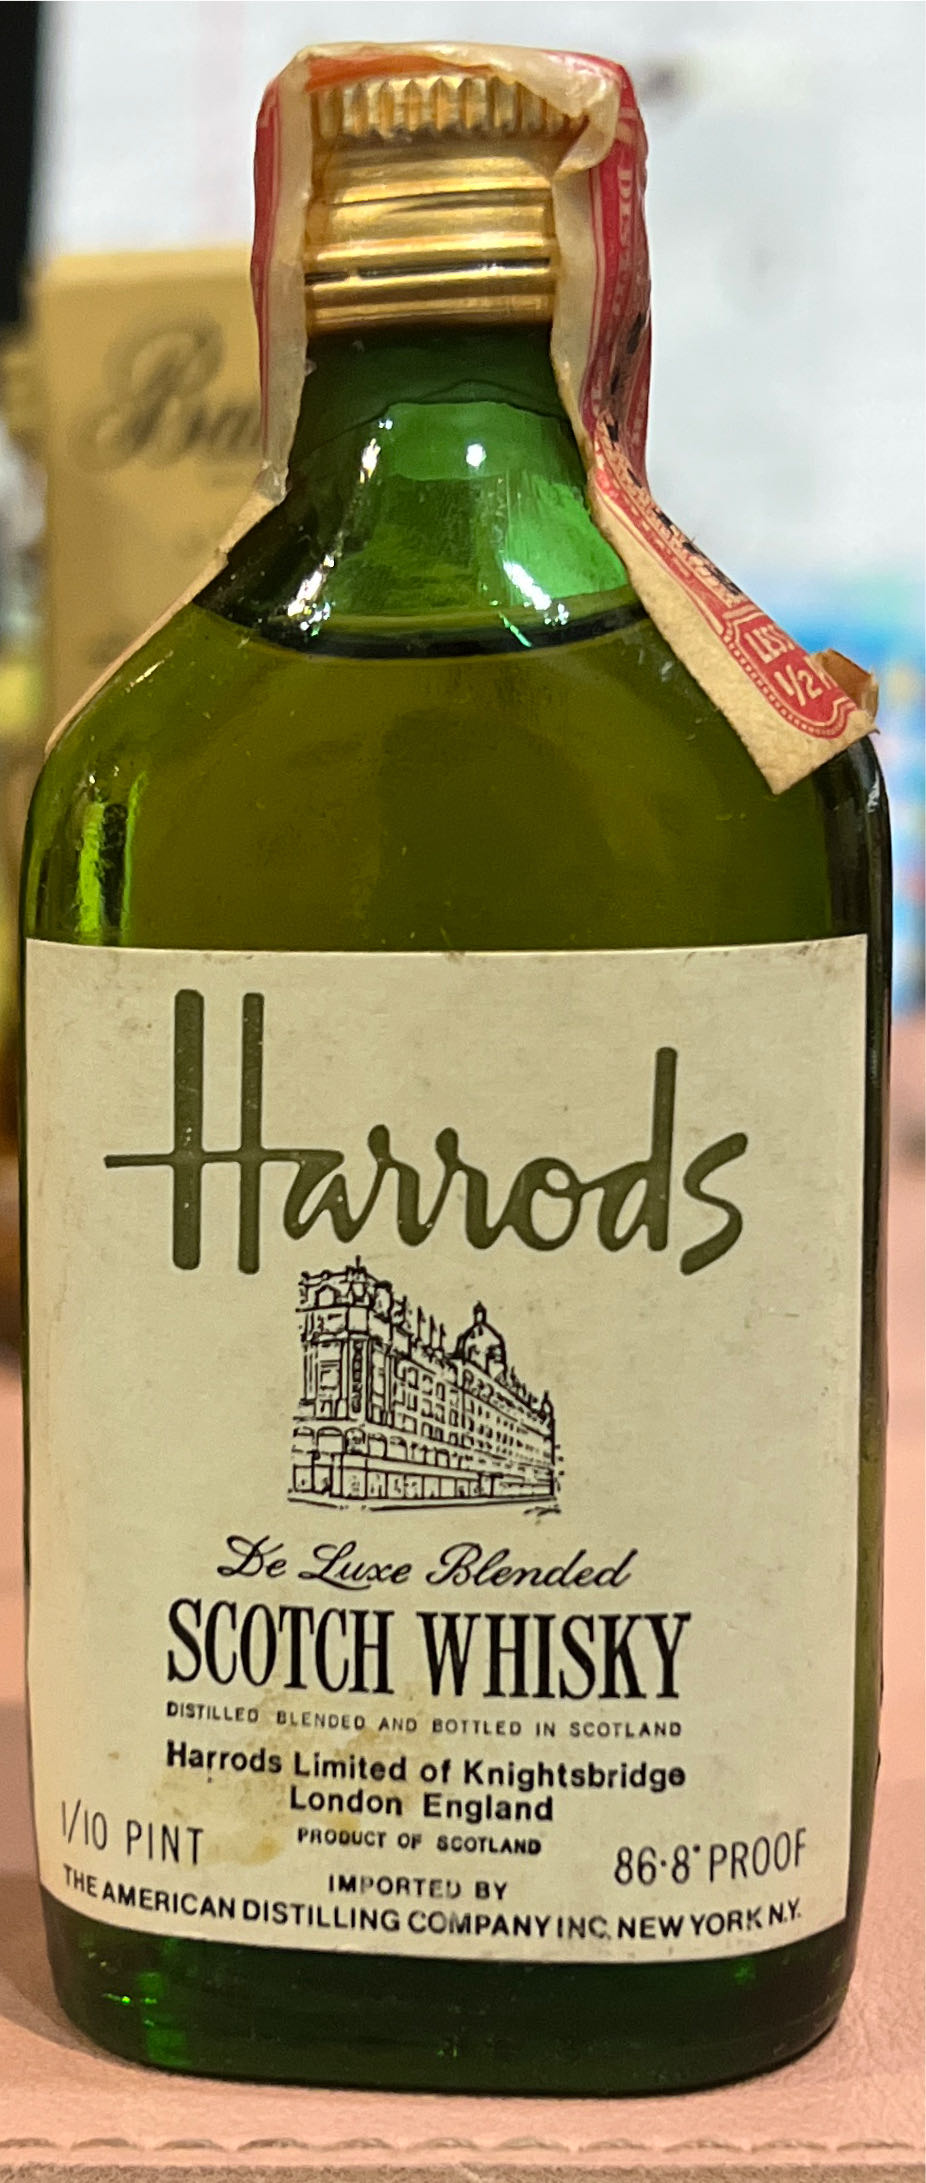 LESS
1/2
Harrods
De Luxe Blended
SCOTCH WHISKY
DISTILLED BLENDED AND BOTTLED IN SCOTLAND
Harrods Limited of Knightsbridge
London England
1/10 PINT
PRODUCT OF SCOTLAND
86·8° PROOF
IMPORTED BY
THE AMERICAN DISTILLING COMPANY INC. NEW YORK N.Y.